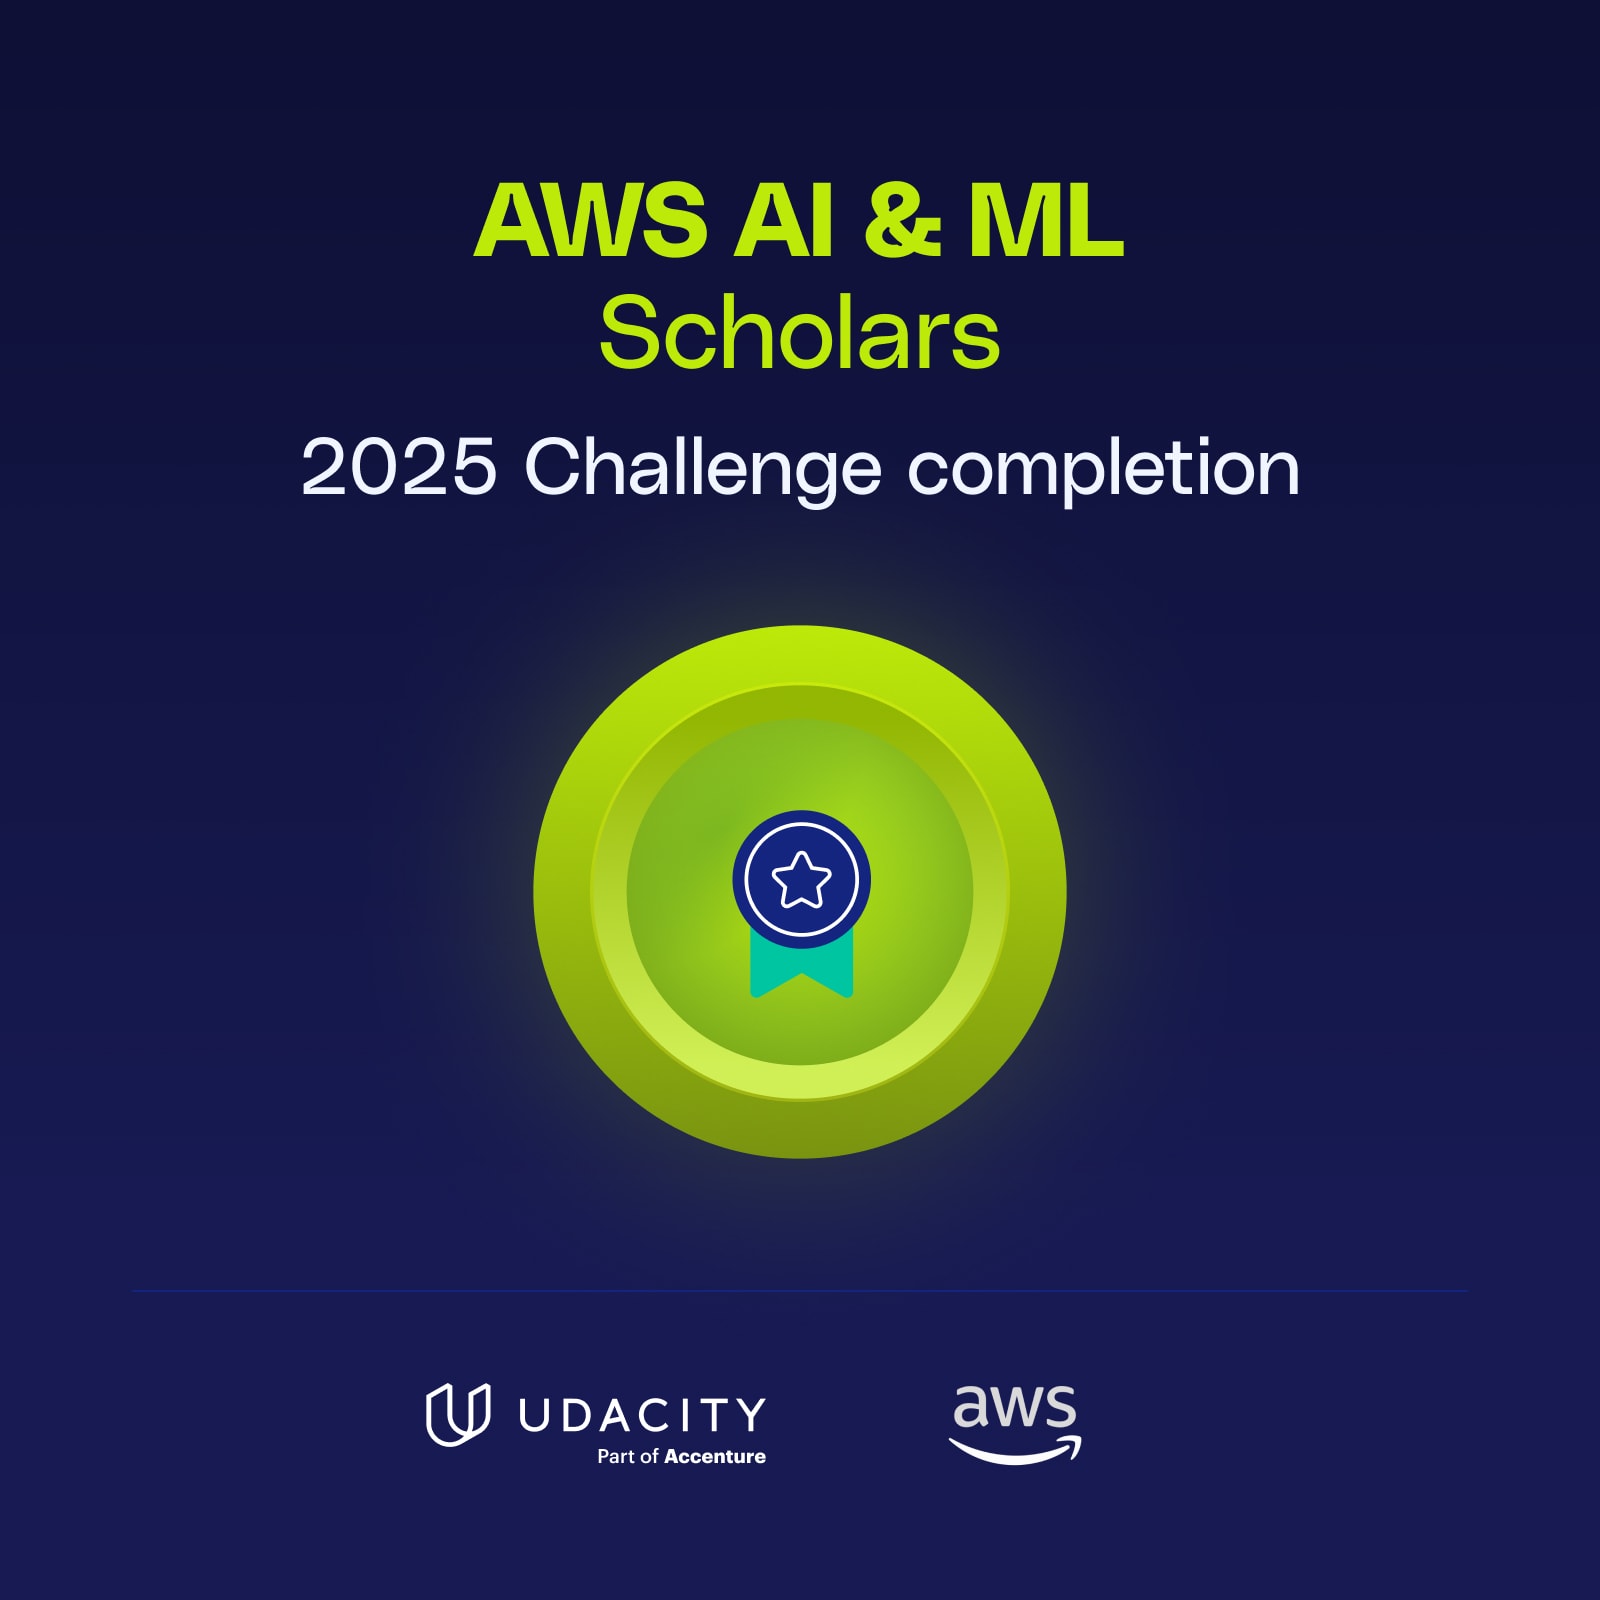 AWS AI & ML
Scholars
2025 Challenge completion
UDACITY
Part of Accenture
aws